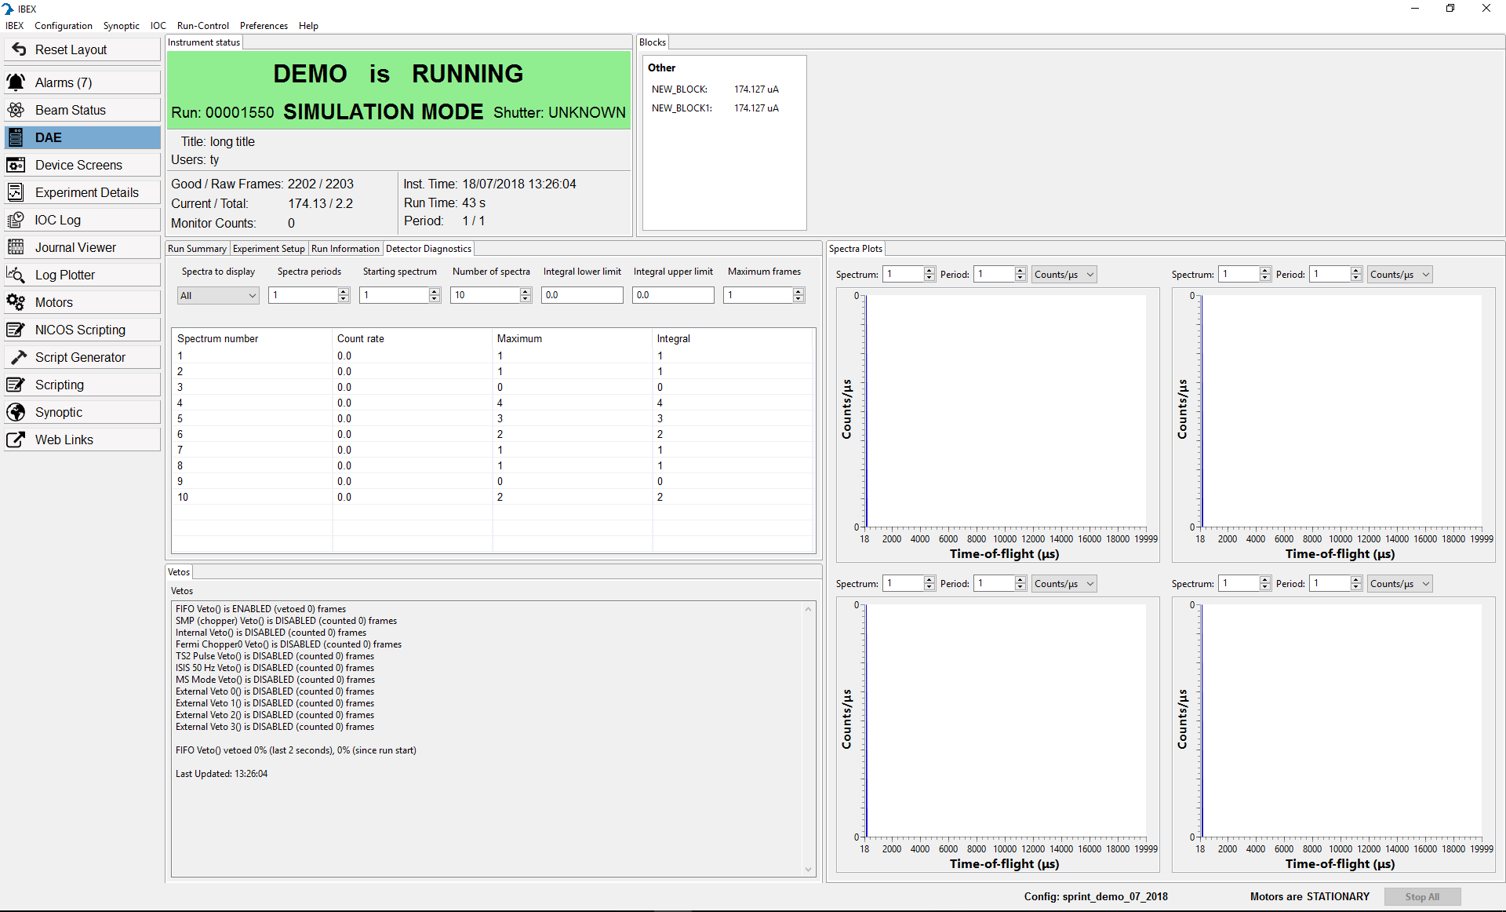 IBEX
IBEX Configuration Synoptic IOC Run-Control Preferences Help
Reset Layout
Alarms (7)
Beam Status
DAE
Device Screens
Experiment Details
IOC Log
Journal Viewer
Log Plotter
Motors
NICOS Scripting
Script Generator
Scripting
Synoptic
Web Links
Instrument status
DEMO is RUNNING
Run: 00001550 SIMULATION MODE Shutter: UNKNOWN
Title: long title
Users: ty
Good / Raw Frames: 2202 / 2203
Current / Total: 174.13 / 2.2
Monitor Counts: 0
Inst. Time: 18/07/2018 13:26:04
Run Time: 43 s
Period: 1 / 1
Blocks
Other
NEW_BLOCK: 174.127 uA
NEW_BLOCK1: 174.127 uA
Run Summary Experiment Setup Run Information Detector Diagnostics
Spectra to display Spectra periods Starting spectrum Number of spectra Integral lower limit Integral upper limit Maximum frames
All 1 1 10 0.0 0.0 1
Spectrum number Count rate Maximum Integral
1 0.0 1 1
2 0.0 1 1
3 0.0 0 0
4 0.0 4 4
5 0.0 3 3
6 0.0 2 2
7 0.0 1 1
8 0.0 1 1
9 0.0 0 0
10 0.0 2 2
Vetos
Vetos
FIFO Veto() is ENABLED (vetoed 0) frames
SMP (chopper) Veto() is DISABLED (counted 0) frames
Internal Veto() is DISABLED (counted 0) frames
Fermi Chopper0 Veto() is DISABLED (counted 0) frames
TS2 Pulse Veto() is DISABLED (counted 0) frames
ISIS 50 Hz Veto() is DISABLED (counted 0) frames
MS Mode Veto() is DISABLED (counted 0) frames
External Veto 0() is DISABLED (counted 0) frames
External Veto 1() is DISABLED (counted 0) frames
External Veto 2() is DISABLED (counted 0) frames
External Veto 3() is DISABLED (counted 0) frames
FIFO Veto() vetoed 0% (last 2 seconds), 0% (since run start)
Last Updated: 13:26:04
Spectra Plots
Spectrum: 1 Period: 1 Counts/µs
0
Counts/µs
0
18 2000 4000 6000 8000 10000 12000 14000 16000 19999
Time-of-flight (µs)
Spectrum: 1 Period: 1 Counts/µs
0
Counts/µs
0
18 2000 4000 6000 8000 10000 12000 14000 16000 18000 19999
Time-of-flight (µs)
Spectrum: 1 Period: 1 Counts/µs
0
Counts/µs
0
18 2000 4000 6000 8000 10000 12000 14000 16000 19999
Time-of-flight (µs)
Spectrum: 1 Period: 1 Counts/µs
0
Counts/µs
0
18 2000 4000 6000 8000 10000 12000 14000 16000 18000 19999
Time-of-flight (µs)
Config: sprint_demo_07_2018 Motors are STATIONARY Stop All